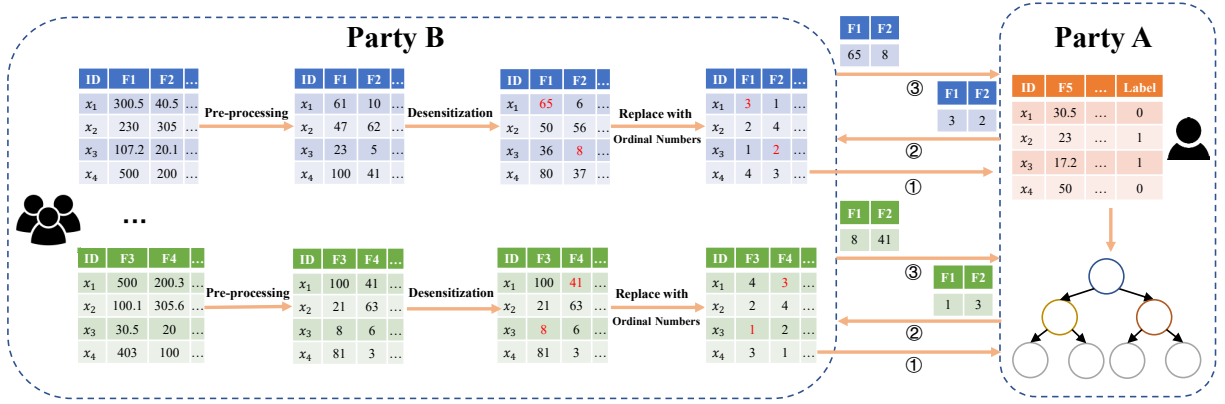 Party B
Party A
ID F1 F2 ...
x₁ 300.5 40.5 ...
x₂ 230 305 ...
x₃ 107.2 20.1 ...
x₄ 500 200 ...
Pre-processing
ID F1 F2 ...
x₁ 61 10 ...
x₂ 47 62 ...
x₃ 23 5 ...
x₄ 100 41 ...
Desensitization
ID F1 F2 ...
x₁ 65 6 ...
x₂ 50 56 ...
x₃ 36 8 ...
x₄ 80 37 ...
Replace with
Ordinal Numbers
ID F1 F2 ...
x₁ 3 1 ...
x₂ 2 4 ...
x₃ 1 2 ...
x₄ 4 3 ...
F1 F2
65 8
③
F1 F2
3 2
②
①
ID F5 ... Label
x₁ 30.5 ... 0
x₂ 23 ... 1
x₃ 17.2 ... 1
x₄ 50 ... 0
...
ID F3 F4 ...
x₁ 500 200.3 ...
x₂ 100.1 305.6 ...
x₃ 30.5 20 ...
x₄ 403 100 ...
Pre-processing
ID F3 F4 ...
x₁ 100 41 ...
x₂ 21 63 ...
x₃ 8 6 ...
x₄ 81 3 ...
Desensitization
ID F3 F4 ...
x₁ 100 41 ...
x₂ 21 63 ...
x₃ 8 6 ...
x₄ 81 3 ...
Replace with
Ordinal Numbers
ID F3 F4 ...
x₁ 4 3 ...
x₂ 2 4 ...
x₃ 1 2 ...
x₄ 3 1 ...
F1 F2
8 41
③
F1 F2
1 3
②
①